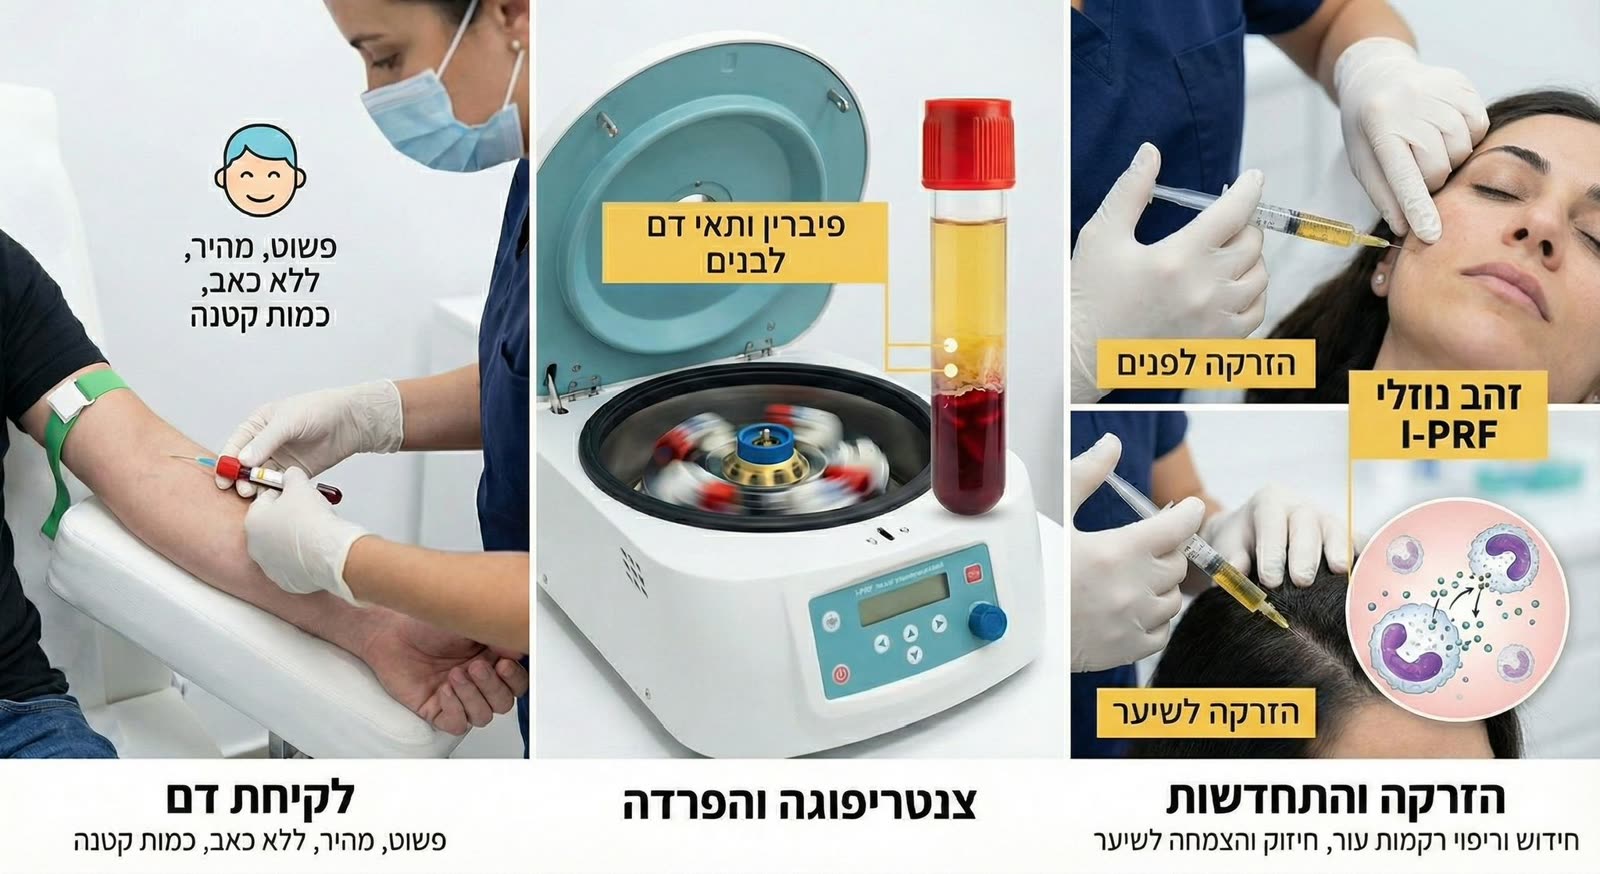 פשוט, מהיר,
ללא כאב,
כמות קטנה
לקיחת דם
פשוט, מהיר, ללא כאב, כמות קטנה
פיברין ותאי דם
לבנים
I-PRF
צנטריפוגה והפרדה
הזרקה לפנים
זהב נוזלי
I-PRF
הזרקה לשיער
הזרקה והתחדשות
חידוש וריפוי רקמות עור, חיזוק והצמחה לשיער